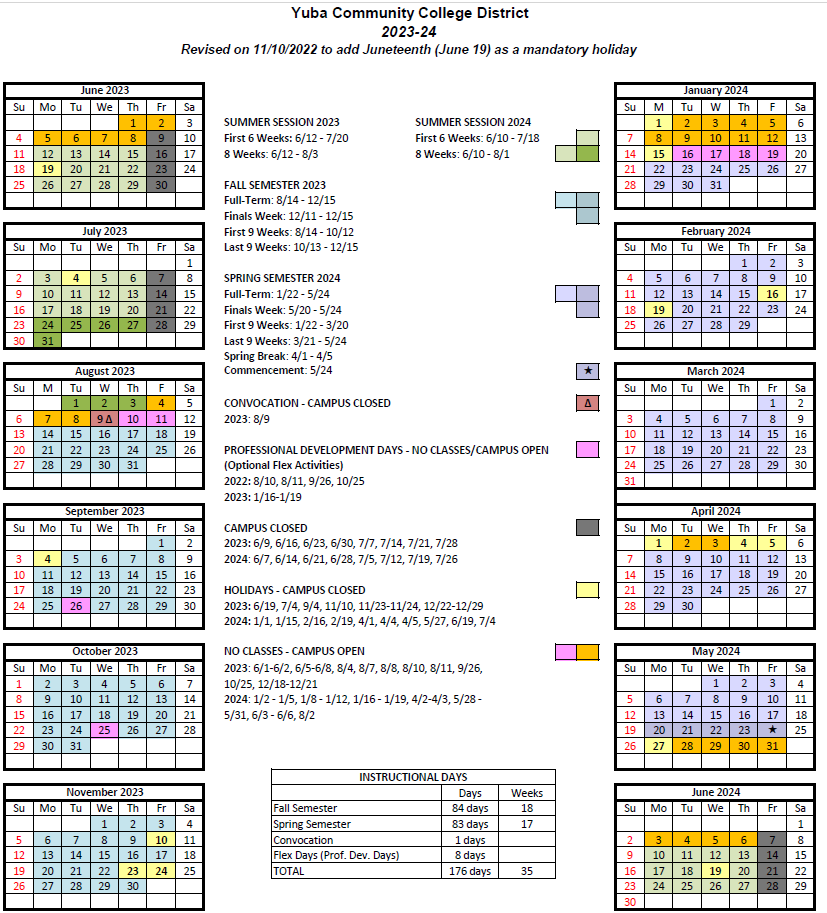 Yuba Community College District
2023-24
Revised on 11/10/2022 to add Juneteenth (June 19) as a mandatory holiday
June 2023
Su Mo Tu We Th Fr Sa
1 2 3
4 5 6 7 8 9 10
11 12 13 14 15 16 17
18 19 20 21 22 23 24
25 26 27 28 29 30
July 2023
Su Mo Tu We Th Fr Sa
1
2 3 4 5 6 7 8
9 10 11 12 13 14 15
16 17 18 19 20 21 22
23 24 25 26 27 28 29
30 31
August 2023
Su M Tu W Th F Sa
1 2 3 4 5
6 7 8 9 Δ 10 11 12
13 14 15 16 17 18 19
20 21 22 23 24 25 26
27 28 29 30 31
September 2023
Su Mo Tu We Th Fr Sa
1 2
3 4 5 6 7 8 9
10 11 12 13 14 15 16
17 18 19 20 21 22 23
24 25 26 27 28 29 30
October 2023
Su Mo Tu We Th Fr Sa
1 2 3 4 5 6 7
8 9 10 11 12 13 14
15 16 17 18 19 20 21
22 23 24 25 26 27 28
29 30 31
November 2023
Su Mo Tu We Th Fr Sa
1 2 3 4
5 6 7 8 9 10 11
12 13 14 15 16 17 18
19 20 21 22 23 24 25
26 27 28 29 30
SUMMER SESSION 2023 SUMMER SESSION 2024
First 6 Weeks: 6/12 - 7/20 First 6 Weeks: 6/10 - 7/18
8 Weeks: 6/12 - 8/3 8 Weeks: 6/10 - 8/1
FALL SEMESTER 2023
Full-Term: 8/14 - 12/15
Finals Week: 12/11 - 12/15
First 9 Weeks: 8/14 - 10/12
Last 9 Weeks: 10/13 - 12/15
SPRING SEMESTER 2024
Full-Term: 1/22 - 5/24
Finals Week: 5/20 - 5/24
First 9 Weeks: 1/22 - 3/20
Last 9 Weeks: 3/21 - 5/24
Spring Break: 4/1 - 4/5
Commencement: 5/24 ★
CONVOCATION - CAMPUS CLOSED Δ
2023: 8/9
PROFESSIONAL DEVELOPMENT DAYS - NO CLASSES/CAMPUS OPEN
(Optional Flex Activities)
2022: 8/10, 8/11, 9/26, 10/25
2023: 1/16-1/19
CAMPUS CLOSED
2023: 6/9, 6/16, 6/23, 6/30, 7/7, 7/14, 7/21, 7/28
2024: 6/7, 6/14, 6/21, 6/28, 7/5, 7/12, 7/19, 7/26
HOLIDAYS - CAMPUS CLOSED
2023: 6/19, 7/4, 9/4, 11/10, 11/23-11/24, 12/22-12/29
2024: 1/1, 1/15, 2/16, 2/19, 4/1, 4/4, 4/5, 5/27, 6/19, 7/4
NO CLASSES - CAMPUS OPEN
2023: 6/1-6/2, 6/5-6/8, 8/4, 8/7, 8/8, 8/10, 8/11, 9/26,
10/25, 12/18-12/21
2024: 1/2 - 1/5, 1/8 - 1/12, 1/16 - 1/19, 4/2-4/3, 5/28 -
5/31, 6/3 - 6/6, 8/2
INSTRUCTIONAL DAYS
Days Weeks
Fall Semester 84 days 18
Spring Semester 83 days 17
Convocation 1 days
Flex Days (Prof. Dev. Days) 8 days
TOTAL 176 days 35
January 2024
Su M Tu W Th F Sa
1 2 3 4 5 6
7 8 9 10 11 12 13
14 15 16 17 18 19 20
21 22 23 24 25 26 27
28 29 30 31
February 2024
Su Mo Tu We Th Fr Sa
1 2 3
4 5 6 7 8 9 10
11 12 13 14 15 16 17
18 19 20 21 22 23 24
25 26 27 28 29
March 2024
Su Mo Tu We Th Fr Sa
1 2
3 4 5 6 7 8 9
10 11 12 13 14 15 16
17 18 19 20 21 22 23
24 25 26 27 28 29 30
31
April 2024
Su Mo Tu We Th Fr Sa
1 2 3 4 5 6
7 8 9 10 11 12 13
14 15 16 17 18 19 20
21 22 23 24 25 26 27
28 29 30
May 2024
Su Mo Tu We Th Fr Sa
1 2 3 4
5 6 7 8 9 10 11
12 13 14 15 16 17 18
19 20 21 22 23 ★ 25
26 27 28 29 30 31
June 2024
Su Mo Tu We Th Fr Sa
1
2 3 4 5 6 7 8
9 10 11 12 13 14 15
16 17 18 19 20 21 22
23 24 25 26 27 28 29
30